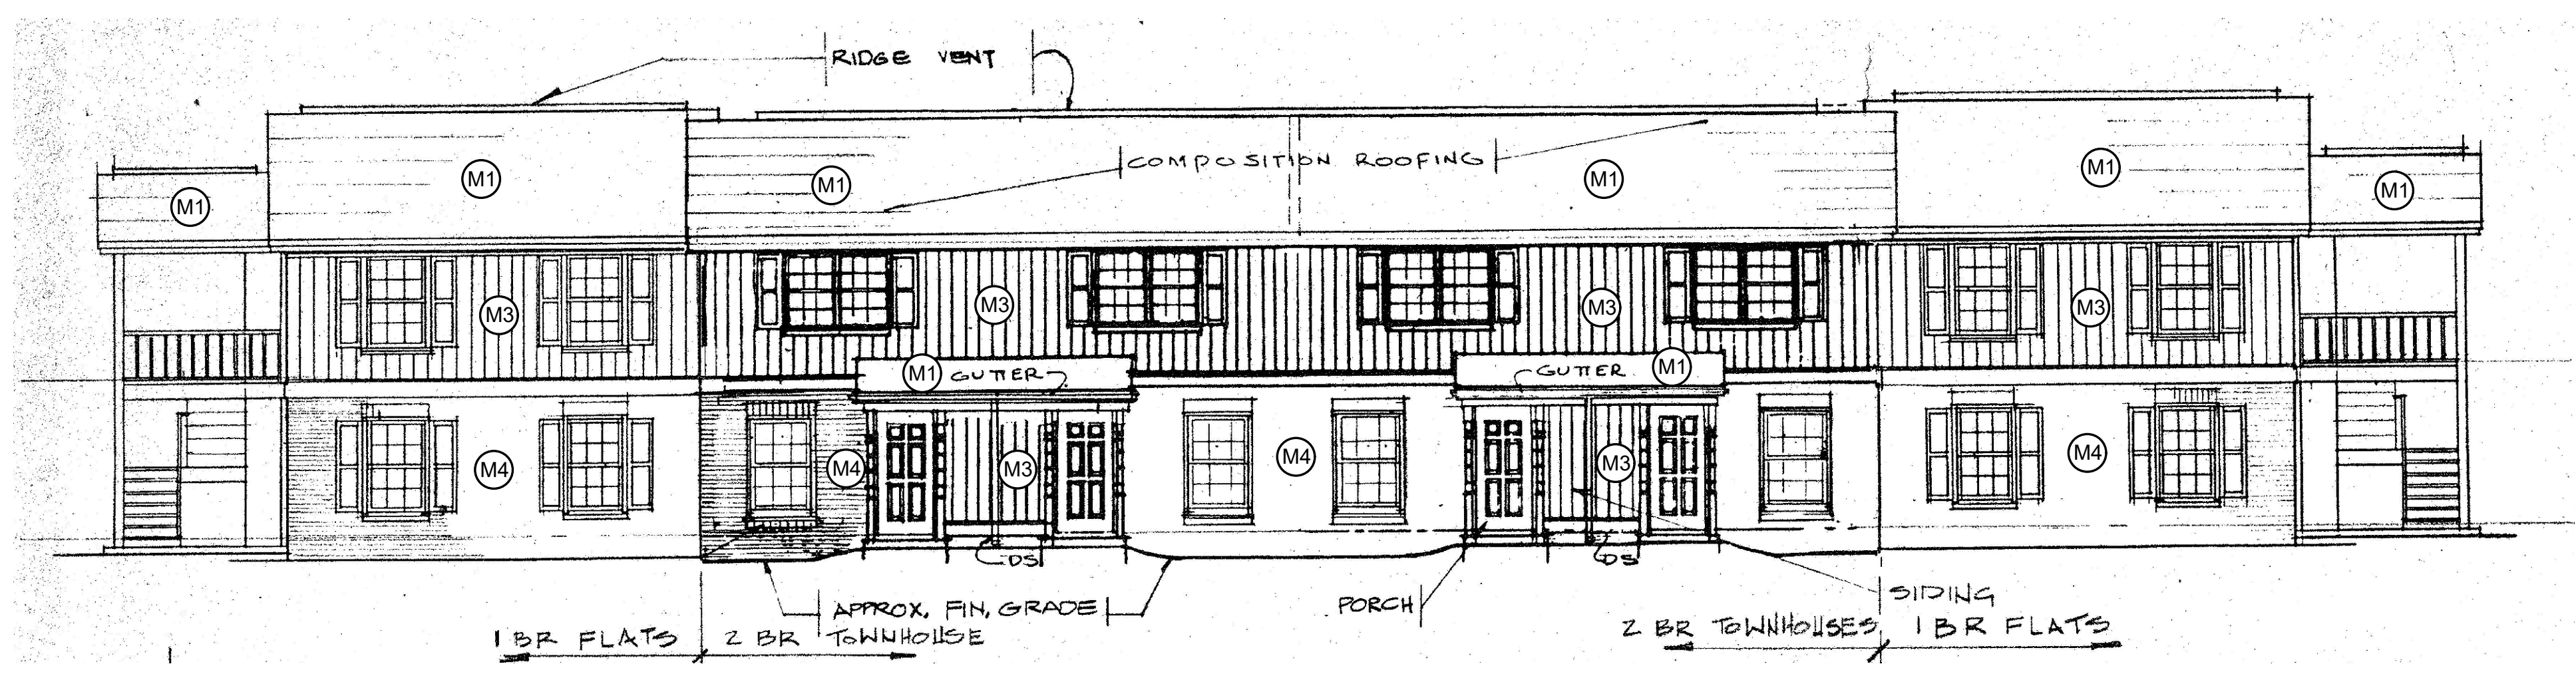 RIDGE VENT
COMPOSITION ROOFING
M1
M1
M1
M1
M1
M1
M3
M3
M3
M3
M1 GUTTER
GUTTER M1
M4
M4
M3
M4
M3
M4
DS
DS
APPROX. FIN. GRADE
PORCH
SIDING
1 BR FLATS
2 BR TOWNHOUSE
2 BR TOWNHOUSES
1 BR FLATS